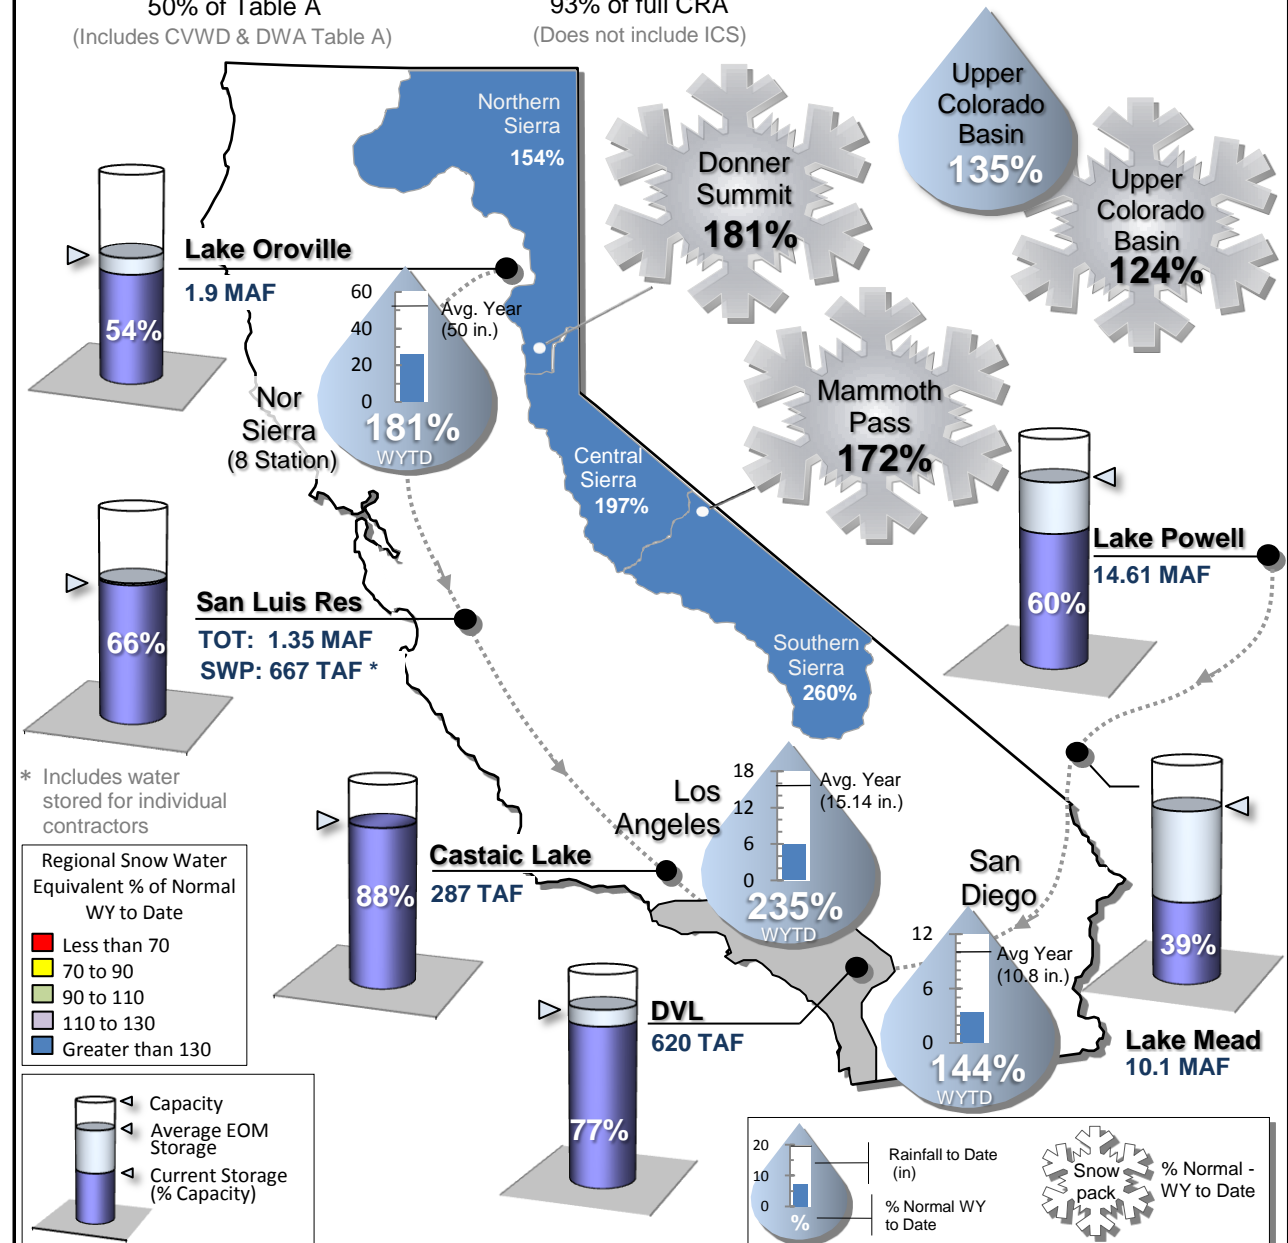 50% of Table A
(Includes CVWD & DWA Table A)
93% of full CRA
(Does not include ICS)
Northern
Sierra
154%
Donner
Summit
181%
Upper
Colorado
Basin
135%
Upper
Colorado
Basin
124%
Lake Oroville
1.9 MAF
54%
60
40
20
0
Avg. Year
(50 in.)
181%
WYTD
Nor
Sierra
(8 Station)
Mammoth
Pass
172%
Central
Sierra
197%
Lake Powell
14.61 MAF
60%
San Luis Res
TOT: 1.35 MAF
SWP: 667 TAF *
66%
Southern
Sierra
260%
* Includes water
stored for individual
contractors
Los
Angeles
18
12
6
0
Avg. Year
(15.14 in.)
235%
WYTD
Castaic Lake
287 TAF
88%
San
Diego
12
6
0
Avg Year
(10.8 in.)
144%
WYTD
39%
Lake Mead
10.1 MAF
DVL
620 TAF
77%
Regional Snow Water
Equivalent % of Normal
WY to Date
Less than 70
70 to 90
90 to 110
110 to 130
Greater than 130
Capacity
Average EOM
Storage
Current Storage
(% Capacity)
20
10
0
%
Rainfall to Date
(in)
% Normal WY
to Date
Snow
pack
% Normal -
WY to Date